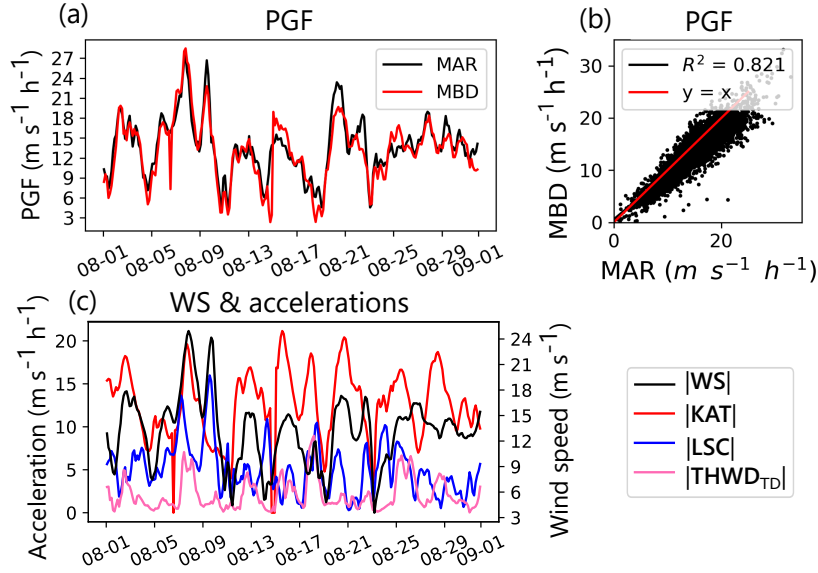 (a)
PGF
PGF (m s⁻¹ h⁻¹)
27
24
21
18
15
12
9
6
3
MAR
MBD
08-01
08-05
08-09
08-13
08-17
08-21
08-25
08-29
09-01
(b)
PGF
MBD (m s⁻¹ h⁻¹)
30
20
10
0
R² = 0.821
y = x
0
20
MAR (m s⁻¹ h⁻¹)
(c)
WS & accelerations
Acceleration (m s⁻¹ h⁻¹)
20
15
10
5
0
24
21
18
15
12
9
6
3
Wind speed (m s⁻¹)
08-01
08-05
08-09
08-13
08-17
08-21
08-25
08-29
09-01
|WS|
|KAT|
|LSC|
|THWD_TD|